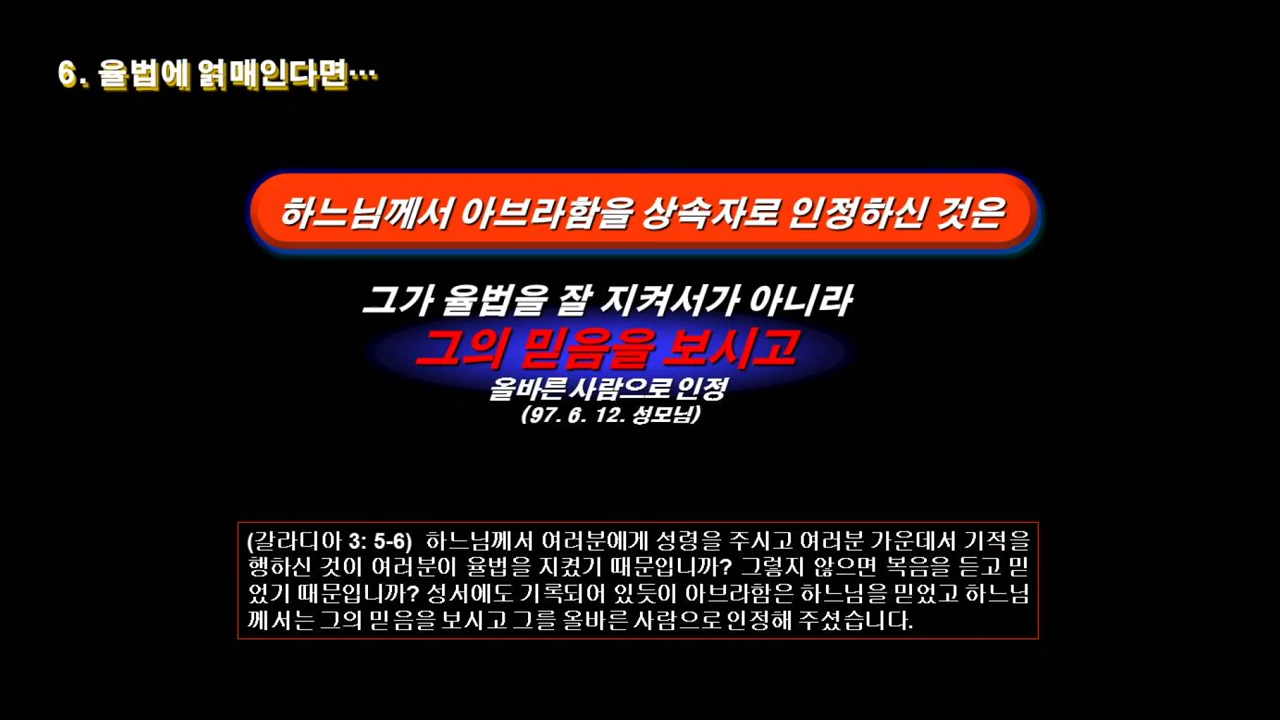 6. 율법에 얽매인다면…
하느님께서 아브라함을 상속자로 인정하신 것은
그가 율법을 잘 지켜서가 아니라
그의 믿음을 보시고
올바른 사람으로 인정
(97. 6. 12. 성모님)
(갈라디아 3: 5-6) 하느님께서 여러분에게 성령을 주시고 여러분 가운데서 기적을
행하신 것이 여러분이 율법을 지켰기 때문입니까? 그렇지 않으면 복음을 듣고 믿
었기 때문입니까? 성서에도 기록되어 있듯이 아브라함은 하느님을 믿었고 하느님
께서는 그의 믿음을 보시고 그를 올바른 사람으로 인정해 주셨습니다.